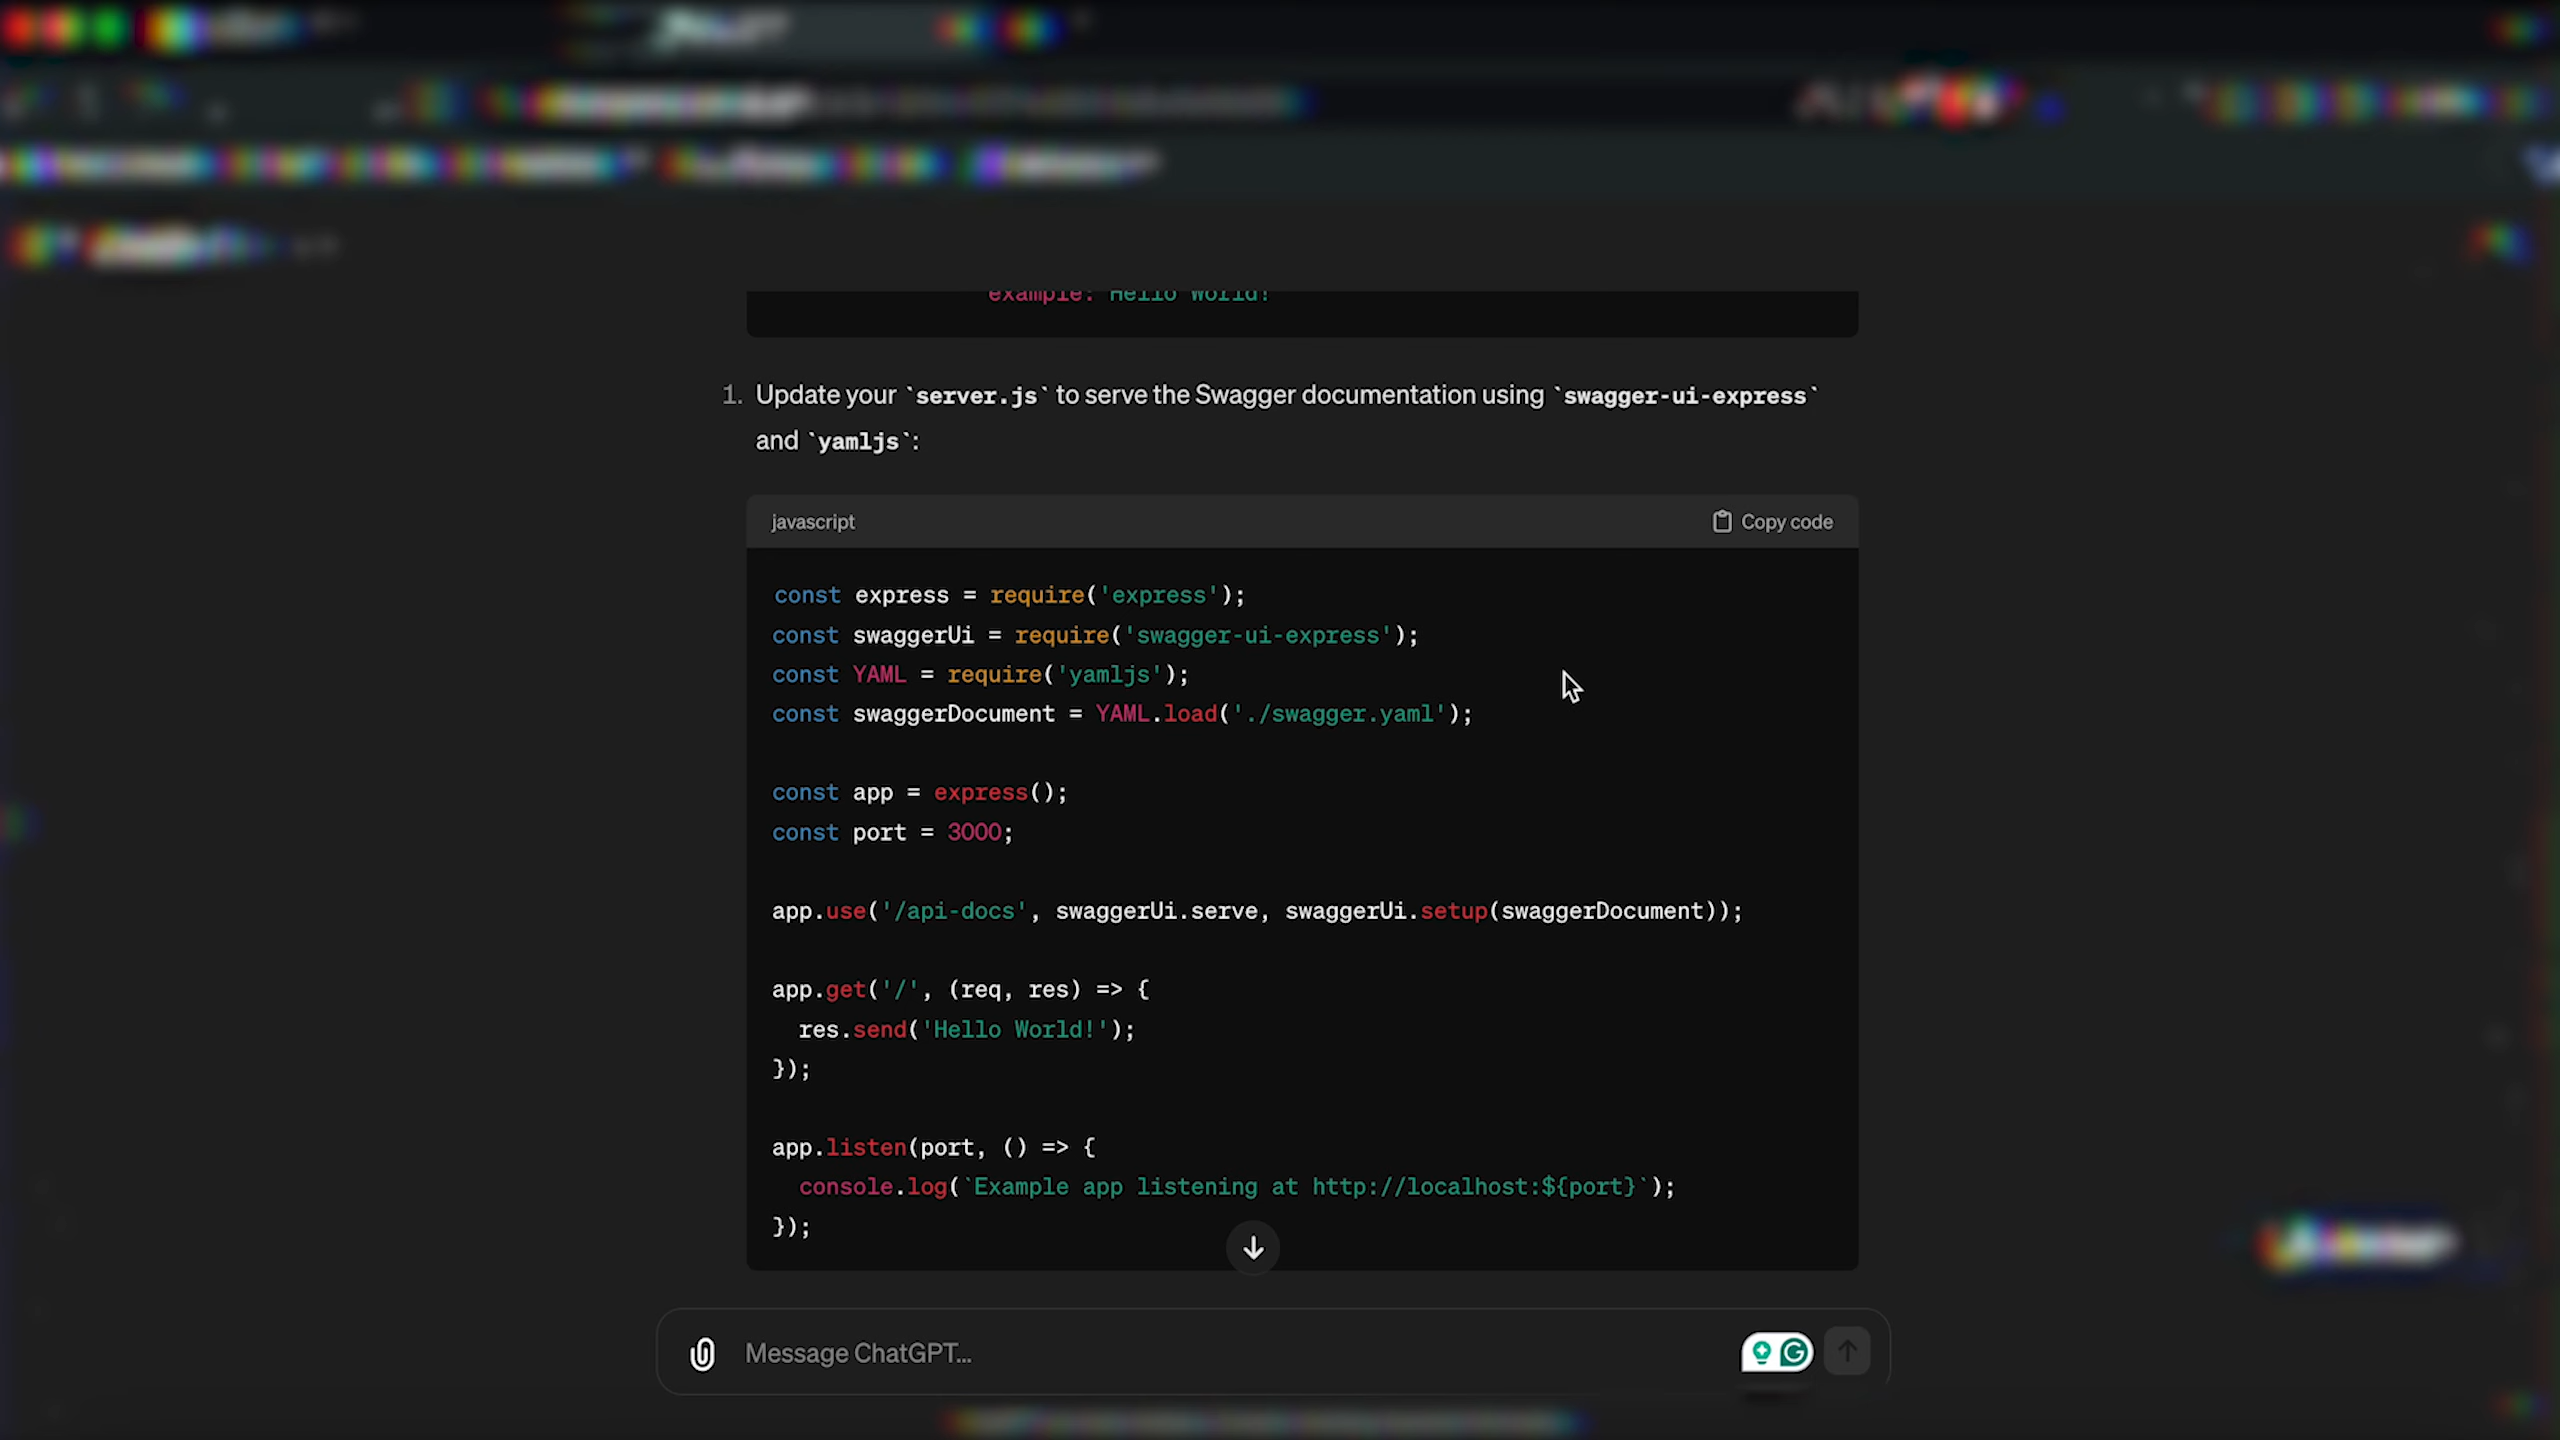 example: Hello World!
1. Update your `server.js` to serve the Swagger documentation using `swagger-ui-express`
and `yamljs`:
javascript
Copy code
const express = require('express');
const swaggerUi = require('swagger-ui-express');
const YAML = require('yamljs');
const swaggerDocument = YAML.load('./swagger.yaml');
const app = express();
const port = 3000;
app.use('/api-docs', swaggerUi.serve, swaggerUi.setup(swaggerDocument));
app.get('/', (req, res) => {
  res.send('Hello World!');
});
app.listen(port, () => {
  console.log(`Example app listening at http://localhost:${port}`);
});
Message ChatGPT...